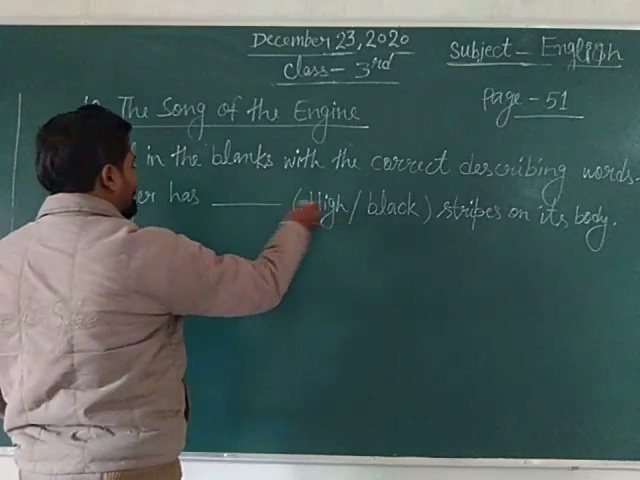 December 23, 2020
Class - 3rd
Subject - English
Page - 51
The Song of the Engine
in the blanks with the correct describing words.
has ______ (High / black) stripes on its body.